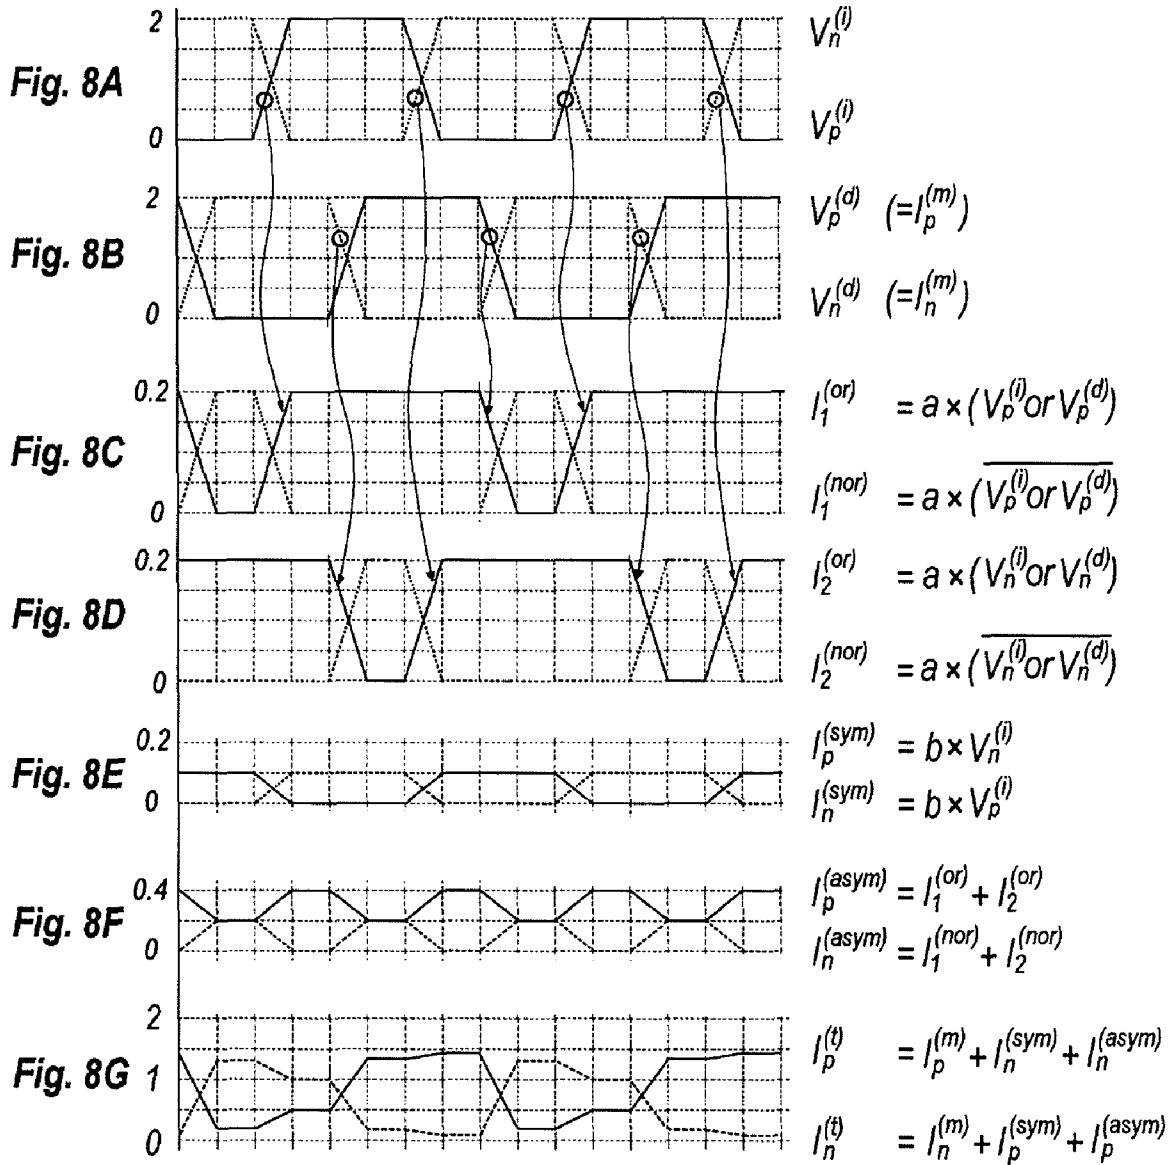 Fig. 8A
2
0
V_n^(i)
V_p^(i)
Fig. 8B
2
0
V_p^(d) (=I_p^(m))
V_n^(d) (=I_n^(m))
Fig. 8C
0.2
0
I_1^(or) = a × (V_p^(i) or V_p^(d))
I_1^(nor) = a × (V_p^(i) or V_p^(d))
Fig. 8D
0.2
0
I_2^(or) = a × (V_n^(i) or V_n^(d))
I_2^(nor) = a × (V_n^(i) or V_n^(d))
Fig. 8E
0.2
0
I_p^(sym) = b × V_n^(i)
I_n^(sym) = b × V_p^(i)
Fig. 8F
0.4
0
I_p^(asym) = I_1^(or) + I_2^(or)
I_n^(asym) = I_1^(nor) + I_2^(nor)
Fig. 8G
2
1
0
I_p^(t) = I_p^(m) + I_n^(sym) + I_n^(asym)
I_n^(t) = I_n^(m) + I_p^(sym) + I_p^(asym)